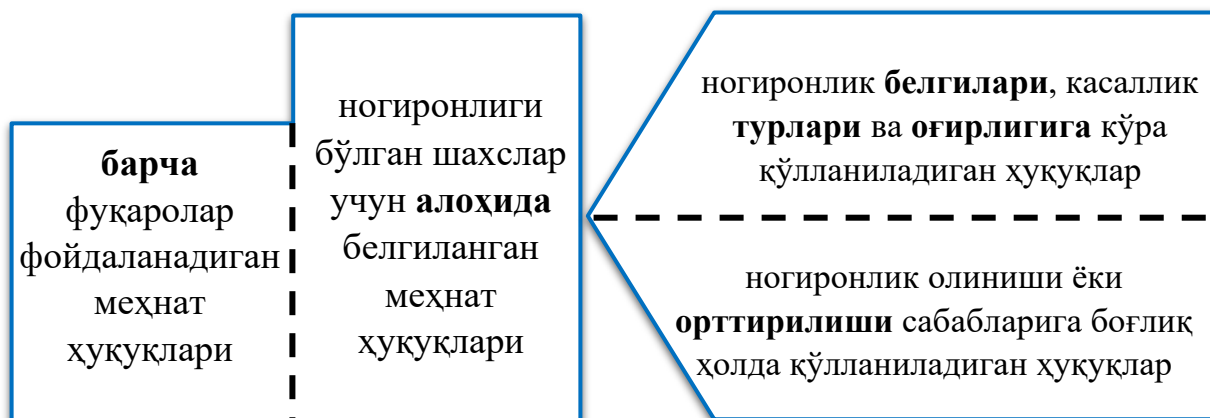 барча
фуқаролар
фойдаланадиган
меҳнат
ҳуқуқлари
ногиронлиги
бўлган шахслар
учун алоҳида
белгиланган
меҳнат
ҳуқуқлари
ногиронлик белгилари, касаллик
турлари ва оғирлигига кўра
қўлланиладиган ҳуқуқлар
ногиронлик олиниши ёки
орттирилиши сабабларига боғлиқ
ҳолда қўлланиладиган ҳуқуқлар